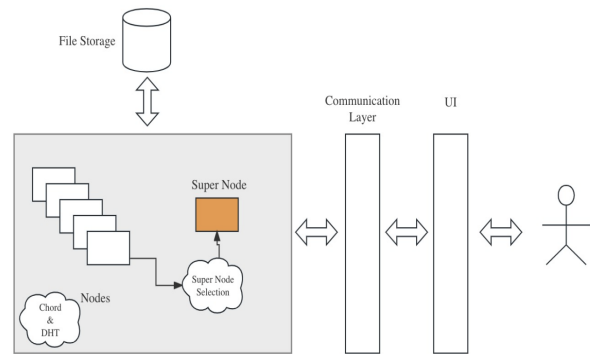 File Storage
Communication
Layer
UI
Super Node
Super Node
Selection
Nodes
Chord
&
DHT